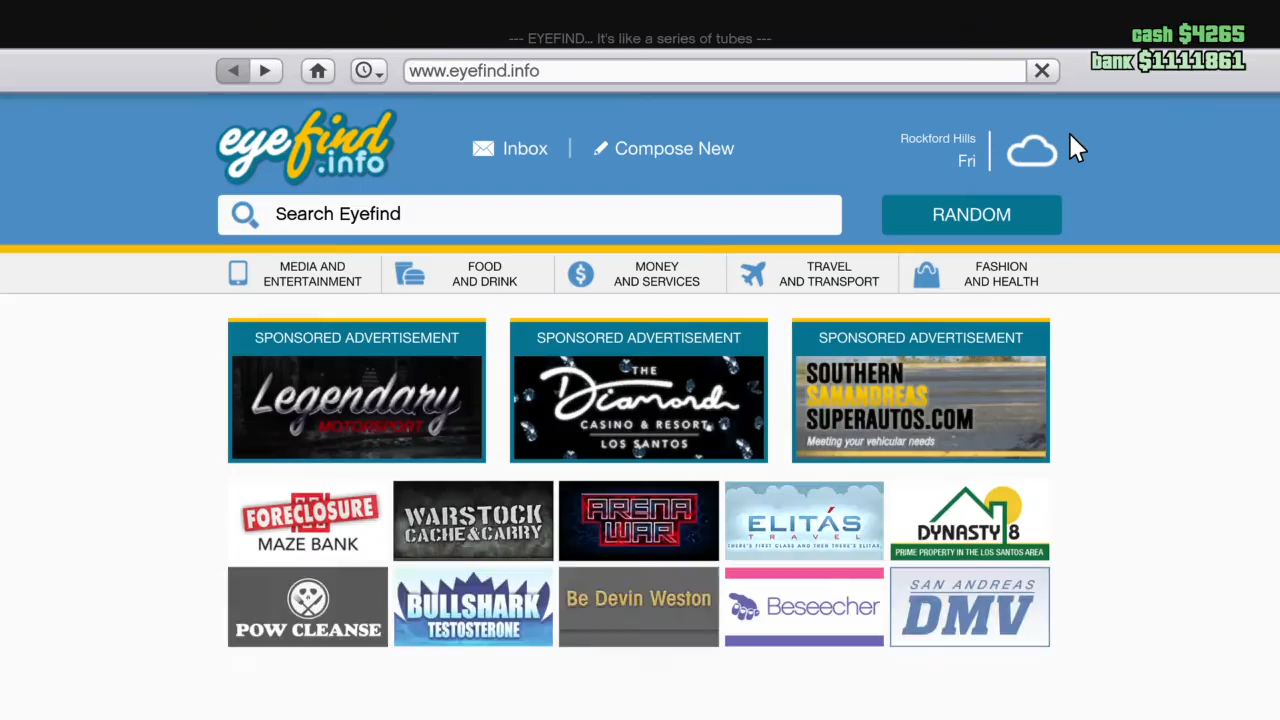 --- EYEFIND... It's like a series of tubes ---
cash $4265
bank $1111861
www.eyefind.info
eyefind
.info
Inbox
Compose New
Rockford Hills
Fri
Search Eyefind
RANDOM
MEDIA AND
ENTERTAINMENT
FOOD
AND DRINK
MONEY
AND SERVICES
TRAVEL
AND TRANSPORT
FASHION
AND HEALTH
SPONSORED ADVERTISEMENT
Legendary
MOTORSPORT
SPONSORED ADVERTISEMENT
THE
Diamond
CASINO & RESORT
LOS SANTOS
SPONSORED ADVERTISEMENT
SOUTHERN
SANANDREAS
SUPERAUTOS.COM
Meeting your vehicular needs
FORECLOSURE
MAZE BANK
WARSTOCK
CACHE&CARRY
ARENA
WAR
ELITÁS
TRAVEL
THERE'S FIRST CLASS AND THEN THERE'S ELITAS
DYNASTY 8
PRIME PROPERTY IN THE LOS SANTOS AREA
POW CLEANSE
BULLSHARK
TESTOSTERONE
Be Devin Weston
Beseecher
SAN ANDREAS
DMV